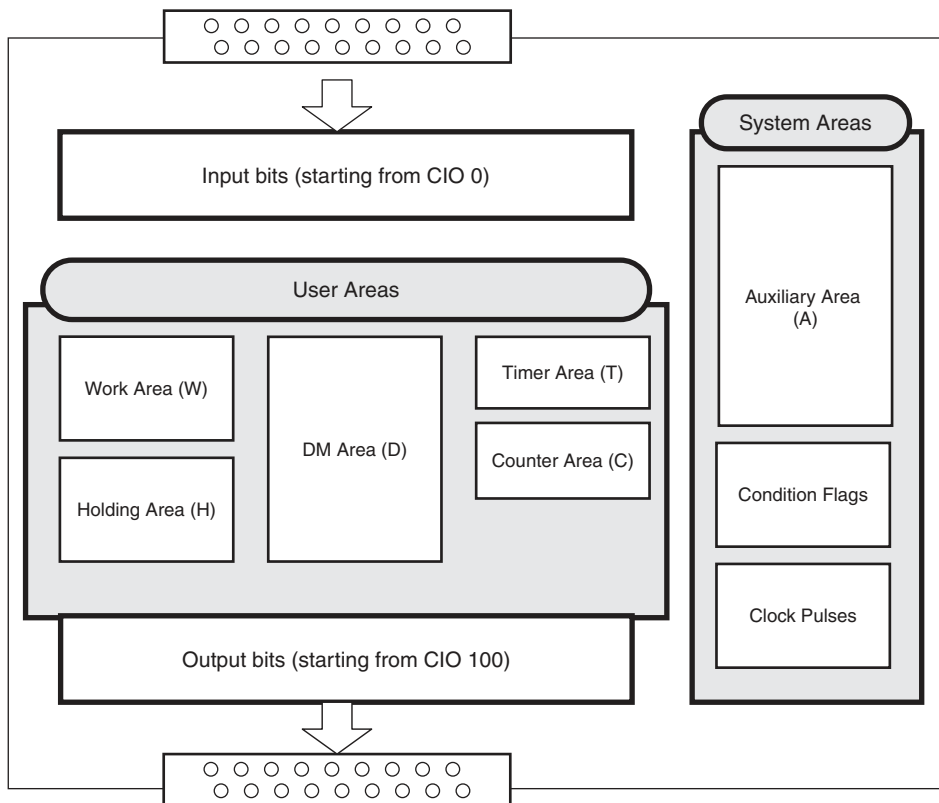 Input bits (starting from CIO 0)
User Areas
Work Area (W)
Holding Area (H)
DM Area (D)
Timer Area (T)
Counter Area (C)
Output bits (starting from CIO 100)
System Areas
Auxiliary Area
(A)
Condition Flags
Clock Pulses